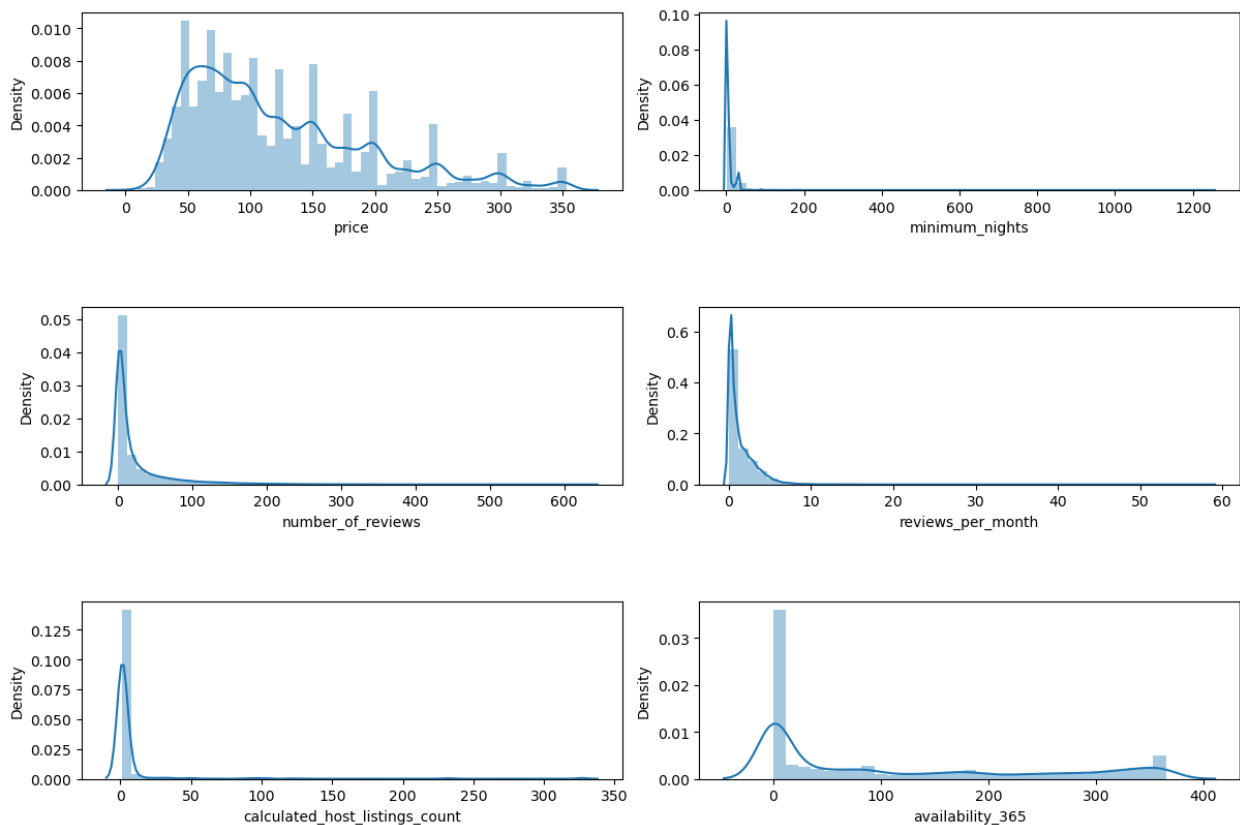 0.010
0.008
0.006
0.004
0.002
0.000
Density
0 50 100 150 200 250 300 350
price
0.10
0.08
0.06
0.04
0.02
0.00
Density
0 200 400 600 800 1000 1200
minimum_nights
0.05
0.04
0.03
0.02
0.01
0.00
Density
0 100 200 300 400 500 600
number_of_reviews
0.6
0.4
0.2
0.0
Density
0 10 20 30 40 50 60
reviews_per_month
0.125
0.100
0.075
0.050
0.025
0.000
Density
0 50 100 150 200 250 300 350
calculated_host_listings_count
0.03
0.02
0.01
0.00
Density
0 100 200 300 400
availability_365